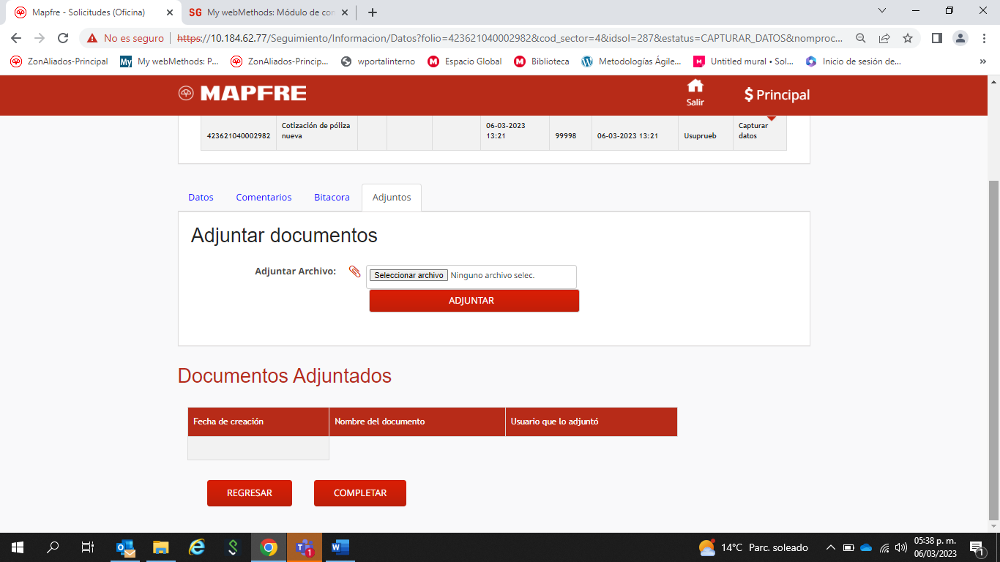 Mapfre - Solicitudes (Oficina)
My webMethods: Módulo de con
No es seguro
https://10.184.62.77/Seguimiento/Informacion/Datos?folio=423621040002982&cod_sector=4&idsol=287&estatus=CAPTURAR_DATOS&nomproc...
ZonAliados-Principal
My webMethods: P...
ZonAliados-Princip...
wportalinterno
Espacio Global
Biblioteca
Metodologías Ágile...
Untitled mural • Sol...
Inicio de sesión de...
»
MAPFRE
Salir
$ Principal
423621040002982
Cotización de póliza
nueva
06-03-2023
13:21
99998
06-03-2023 13:21
Usuprueb
Capturar
datos
Datos
Comentarios
Bitacora
Adjuntos
Adjuntar documentos
Adjuntar Archivo:
Seleccionar archivo
Ninguno archivo selec.
ADJUNTAR
Documentos Adjuntados
Fecha de creación
Nombre del documento
Usuario que lo adjuntó
REGRESAR
COMPLETAR
14°C Parc. soleado
05:38 p. m.
06/03/2023